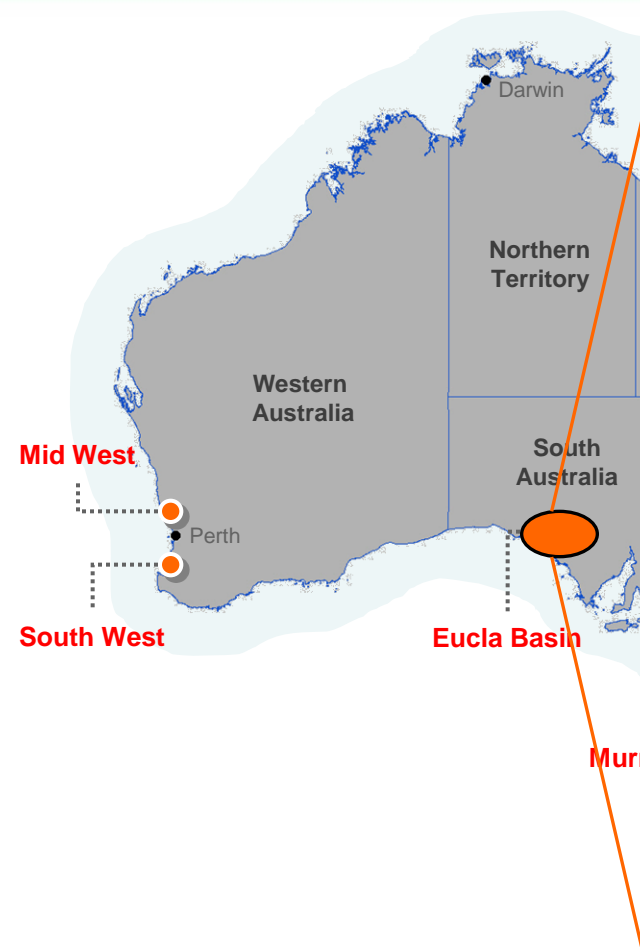 Darwin
Northern
Territory
Western
Australia
South
Australia
Mid West
Perth
South West
Eucla Basin